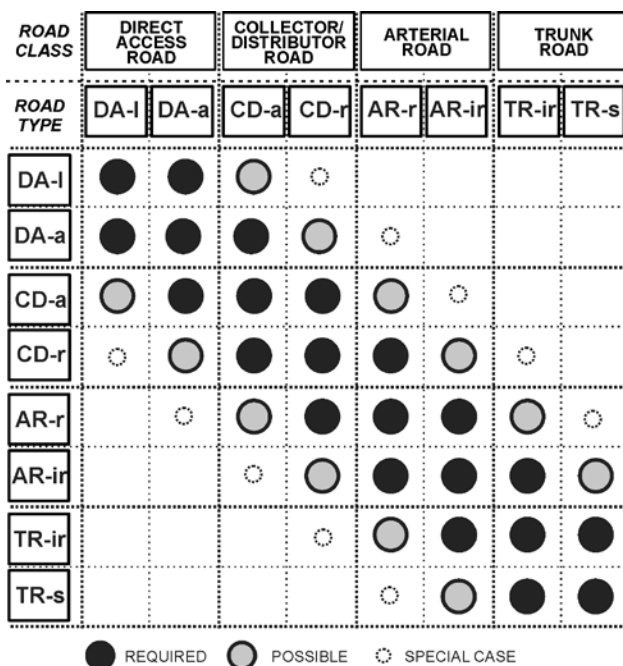 ROAD CLASS
DIRECT ACCESS ROAD
COLLECTOR/ DISTRIBUTOR ROAD
ARTERIAL ROAD
TRUNK ROAD
ROAD TYPE
DA-l DA-a CD-a CD-r AR-r AR-ir TR-ir TR-s
DA-l
DA-a
CD-a
CD-r
AR-r
AR-ir
TR-ir
TR-s
REQUIRED POSSIBLE SPECIAL CASE